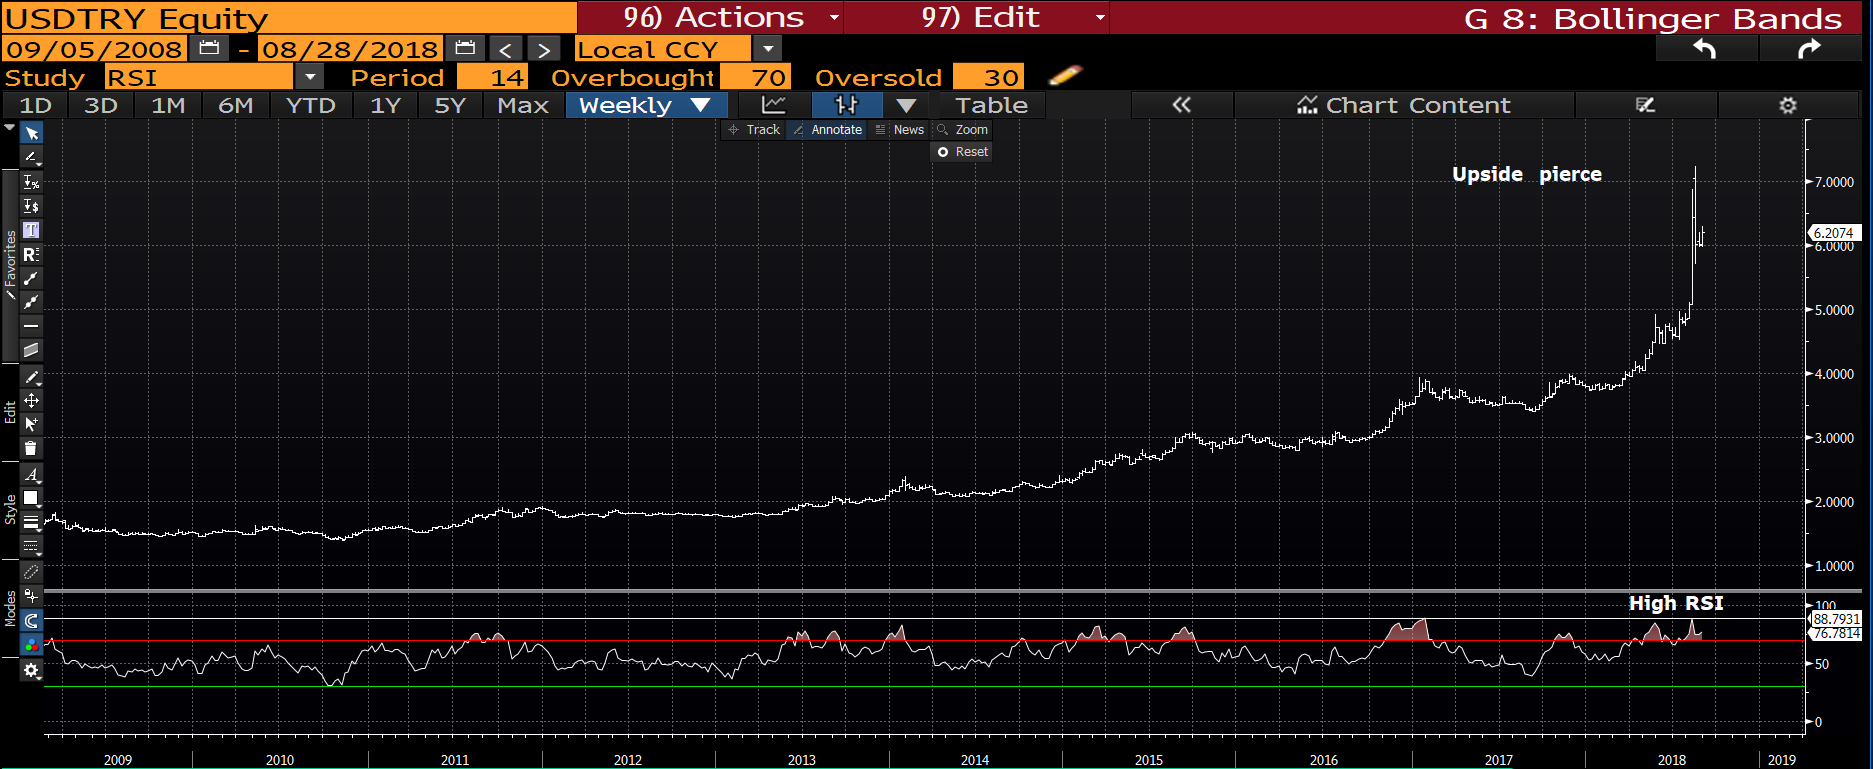 USDTRY Equity 96) Actions 97) Edit G 8: Bollinger Bands
09/05/2008 - 08/28/2018 < > Local CCY
Study RSI Period 14 Overbought 70 Oversold 30
1D 3D 1M 6M YTD 1Y 5Y Max Weekly Table Chart Content
Track Annotate News Zoom
Reset
Upside pierce
7.0000
6.2074
6.0000
5.0000
4.0000
3.0000
2.0000
1.0000
Favorites
Edit
Style
Modes
High RSI
100
88.7931
76.7814
50
0
2009 2010 2011 2012 2013 2014 2015 2016 2017 2018 2019